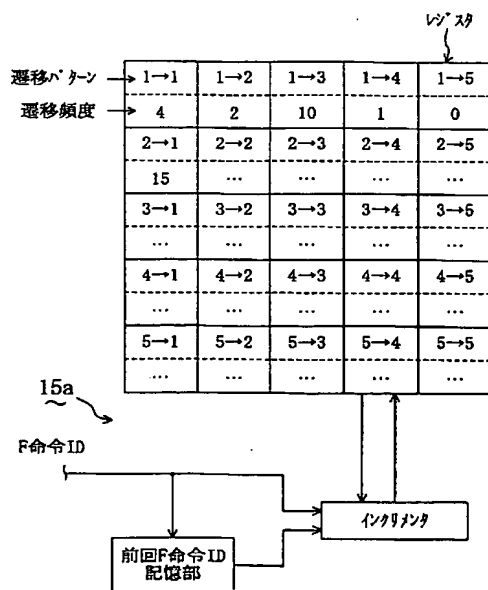 レジスタ
遷移パターン
1→1 1→2 1→3 1→4 1→5
遷移頻度
4 2 10 1 0
2→1 2→2 2→3 2→4 2→5
15 … … … …
3→1 3→2 3→3 3→4 3→5
… … … … …
4→1 4→2 4→3 4→4 4→5
… … … … …
5→1 5→2 5→3 5→4 5→5
… … … … …
15a
F命令ID
インクリメンタ
前回F命令ID
記憶部